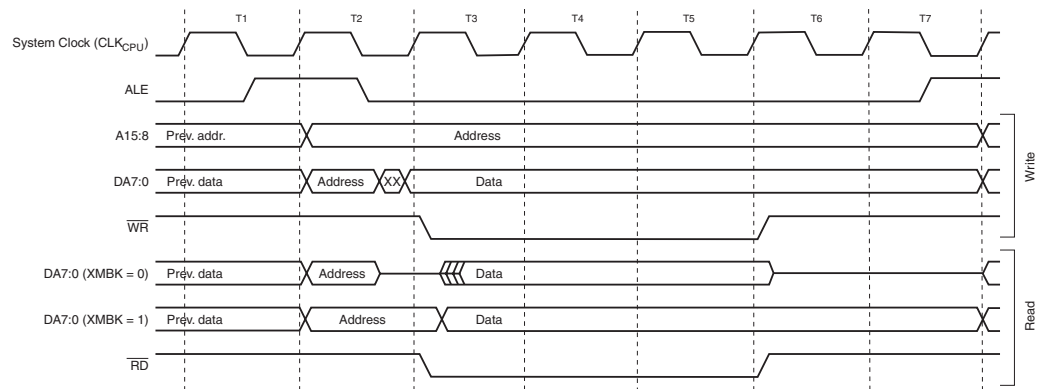 T1 T2 T3 T4 T5 T6 T7
System Clock (CLKCPU)
ALE
A15:8 Prev. addr. Address
DA7:0 Prev. data Address XX Data
WR
Write
DA7:0 (XMBK = 0) Prev. data Address Data
DA7:0 (XMBK = 1) Prev. data Address Data
RD
Read